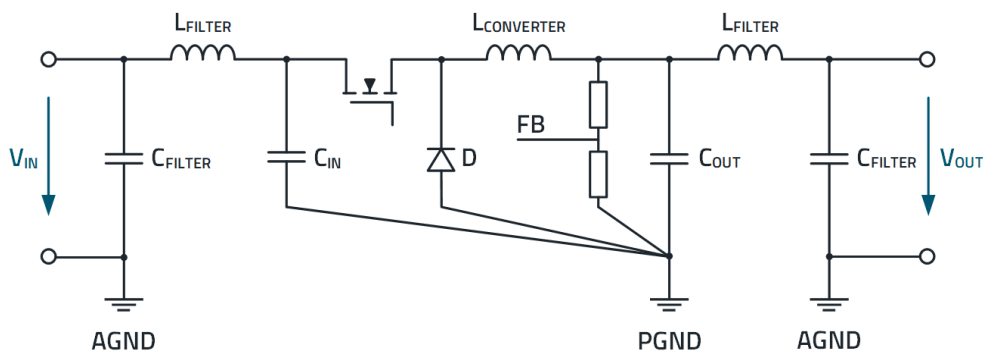 LFILTER
LCONVERTER
LFILTER
FB
VIN
CFILTER
CIN
D
COUT
CFILTER
VOUT
AGND
PGND
AGND